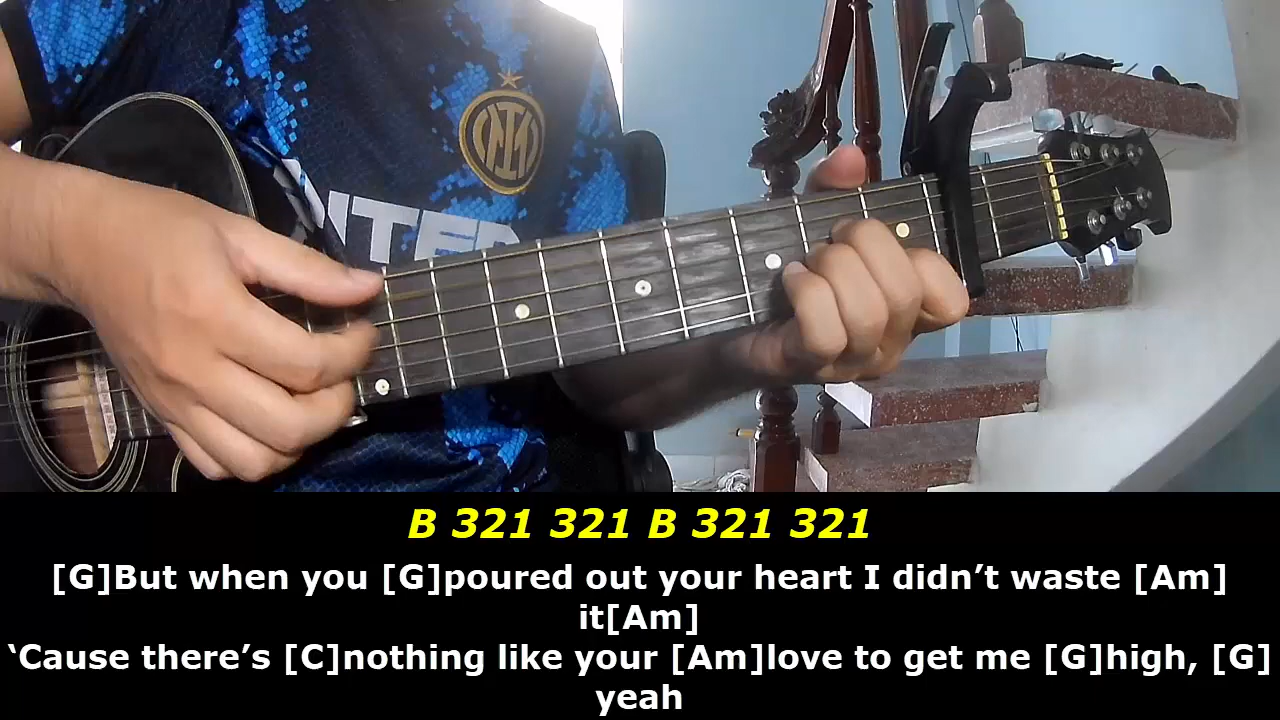 INTER
B 321 321 B 321 321
[G]But when you [G]poured out your heart I didn’t waste [Am]
it[Am]
‘Cause there’s [C]nothing like your [Am]love to get me [G]high, [G]
yeah